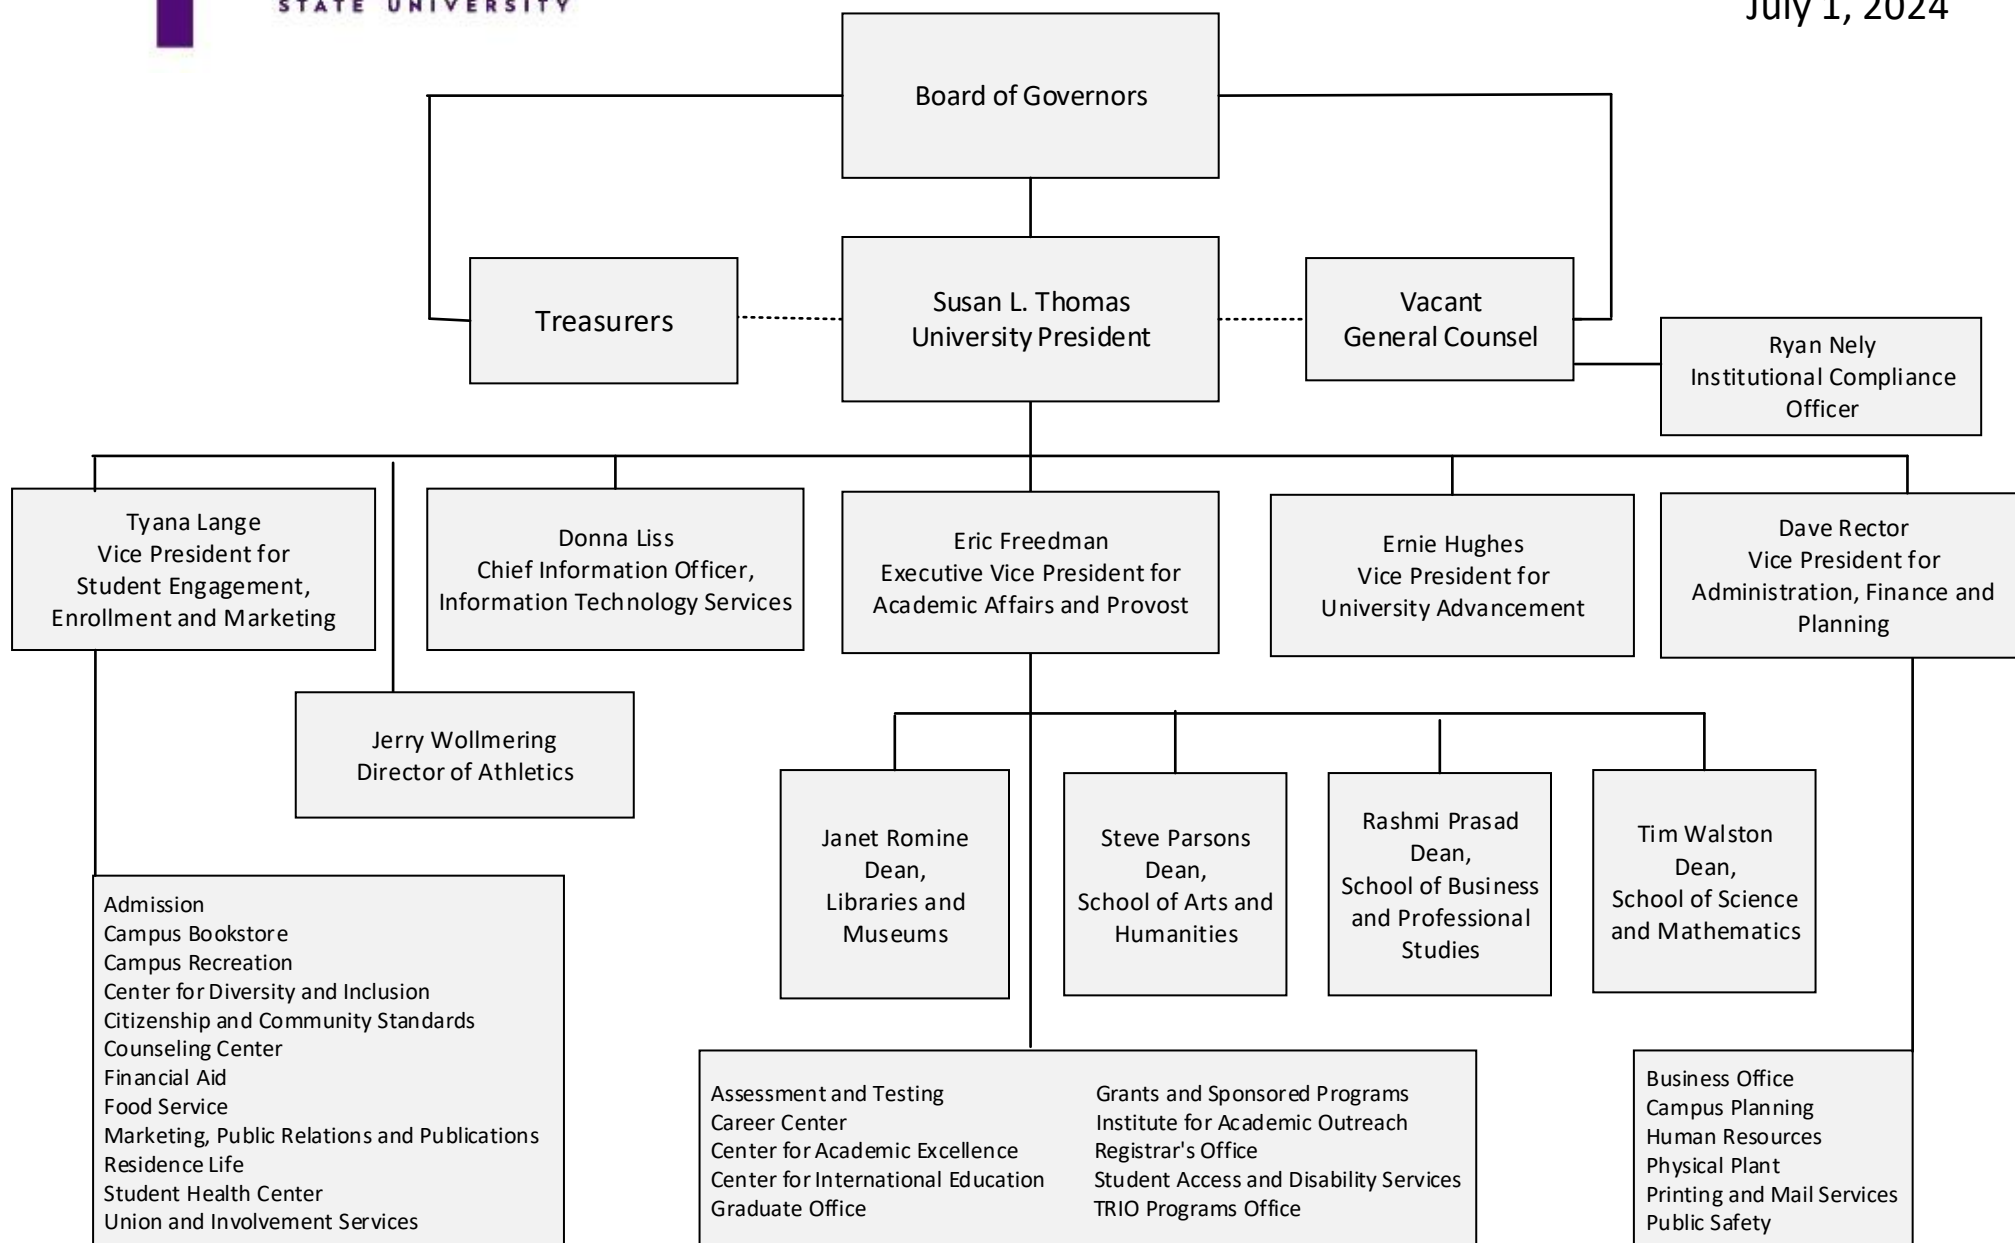 STATE UNIVERSITY
July 1, 2024
Board of Governors
Treasurers
Susan L. Thomas
University President
Vacant
General Counsel
Ryan Nely
Institutional Compliance
Officer
Tyana Lange
Vice President for
Student Engagement,
Enrollment and Marketing
Donna Liss
Chief Information Officer,
Information Technology Services
Eric Freedman
Executive Vice President for
Academic Affairs and Provost
Ernie Hughes
Vice President for
University Advancement
Dave Rector
Vice President for
Administration, Finance and
Planning
Jerry Wollmering
Director of Athletics
Janet Romine
Dean,
Libraries and
Museums
Steve Parsons
Dean,
School of Arts and
Humanities
Rashmi Prasad
Dean,
School of Business
and Professional
Studies
Tim Walston
Dean,
School of Science
and Mathematics
Admission
Campus Bookstore
Campus Recreation
Center for Diversity and Inclusion
Citizenship and Community Standards
Counseling Center
Financial Aid
Food Service
Marketing, Public Relations and Publications
Residence Life
Student Health Center
Union and Involvement Services
Assessment and Testing
Career Center
Center for Academic Excellence
Center for International Education
Graduate Office
Grants and Sponsored Programs
Institute for Academic Outreach
Registrar's Office
Student Access and Disability Services
TRIO Programs Office
Business Office
Campus Planning
Human Resources
Physical Plant
Printing and Mail Services
Public Safety